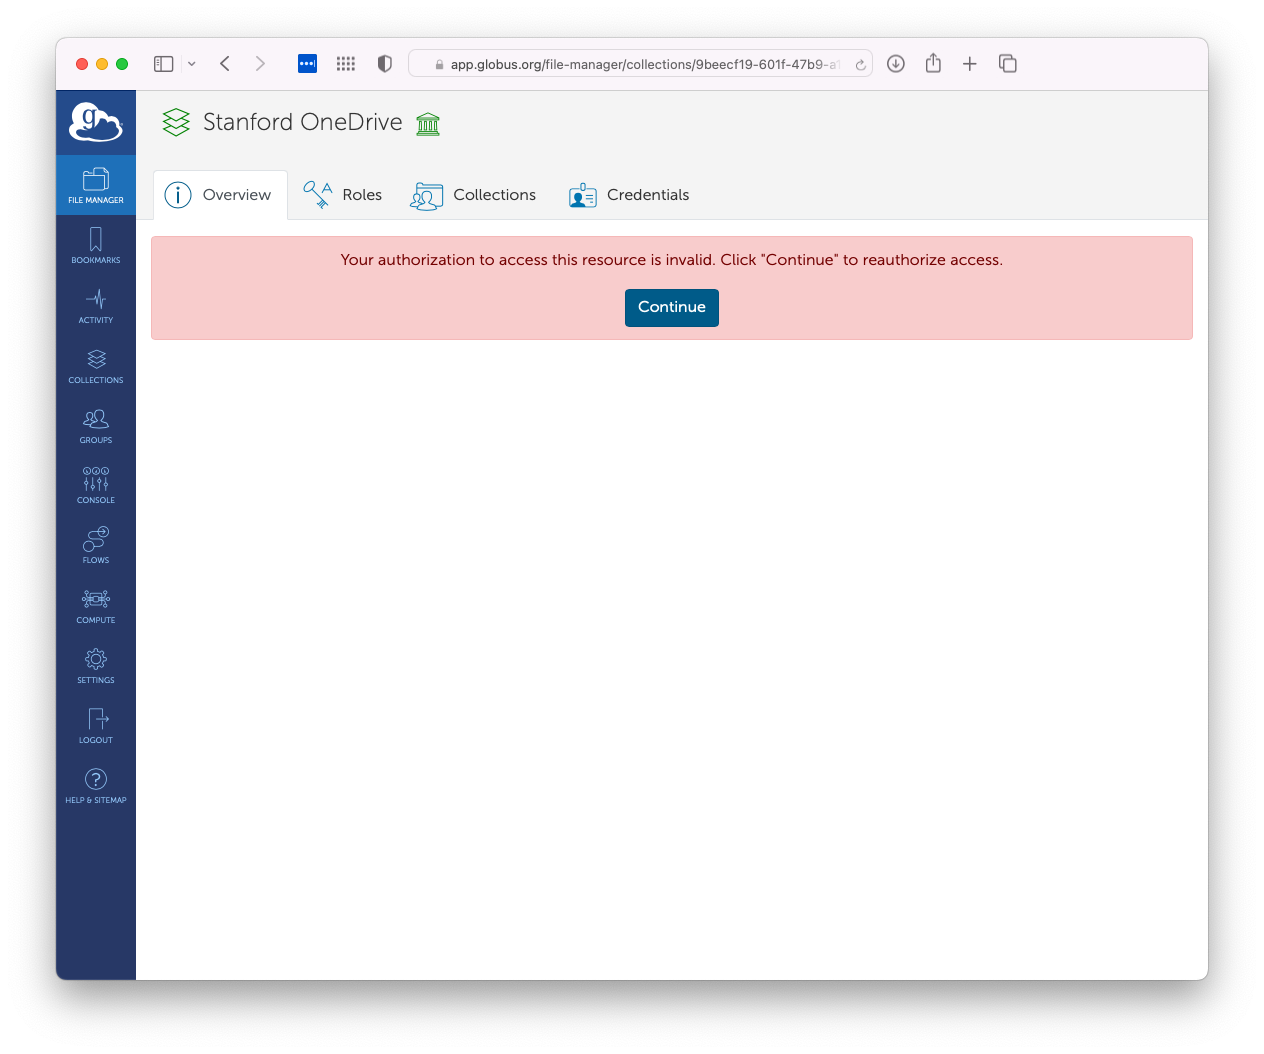 app.globus.org/file-manager/collections/9beecf19-601f-47b9-a
g
Stanford OneDrive
FILE MANAGER
Overview
Roles
Collections
Credentials
BOOKMARKS
Your authorization to access this resource is invalid. Click "Continue" to reauthorize access.
Continue
ACTIVITY
COLLECTIONS
GROUPS
CONSOLE
FLOWS
COMPUTE
SETTINGS
LOGOUT
HELP & SITEMAP